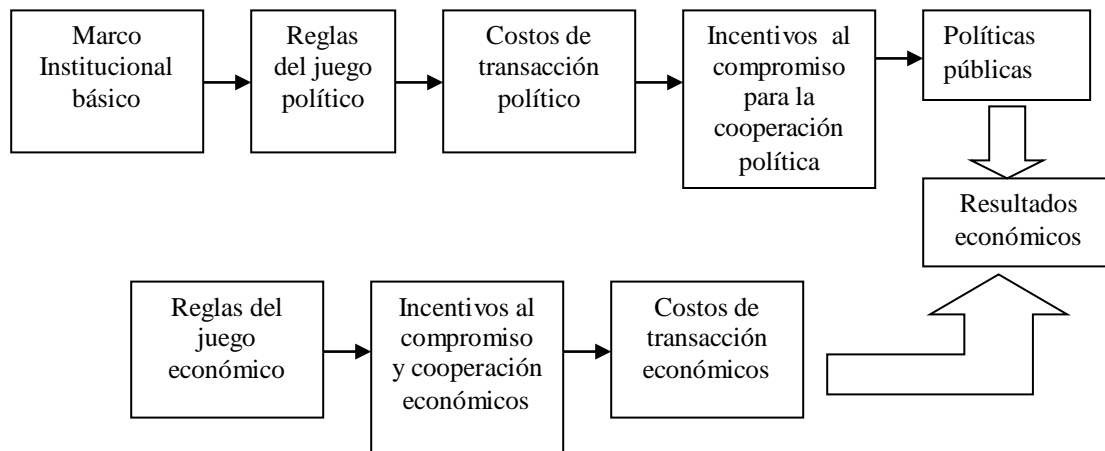 Marco
Institucional
básico
Reglas
del juego
político
Costos de
transacción
político
Incentivos al
compromiso
para la
cooperación
política
Políticas
públicas
Resultados
económicos
Reglas del
juego
económico
Incentivos al
compromiso
y cooperación
económicos
Costos de
transacción
económicos